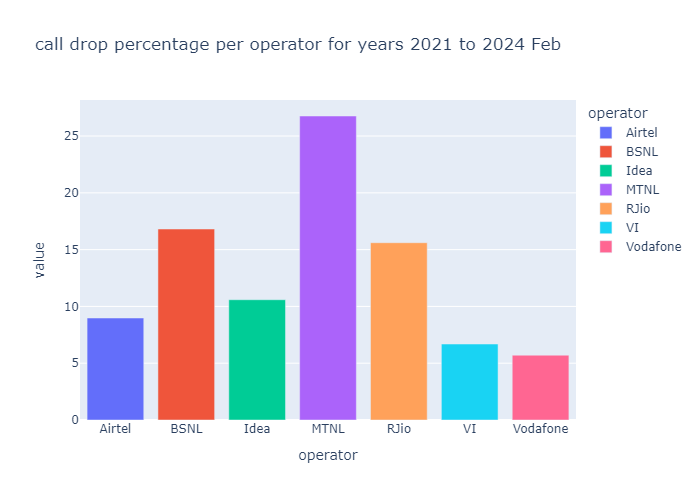 call drop percentage per operator for years 2021 to 2024 Feb
operator
Airtel
BSNL
Idea
MTNL
RJio
VI
Vodafone
value
25
20
15
10
5
0
Airtel BSNL Idea MTNL RJio VI Vodafone
operator